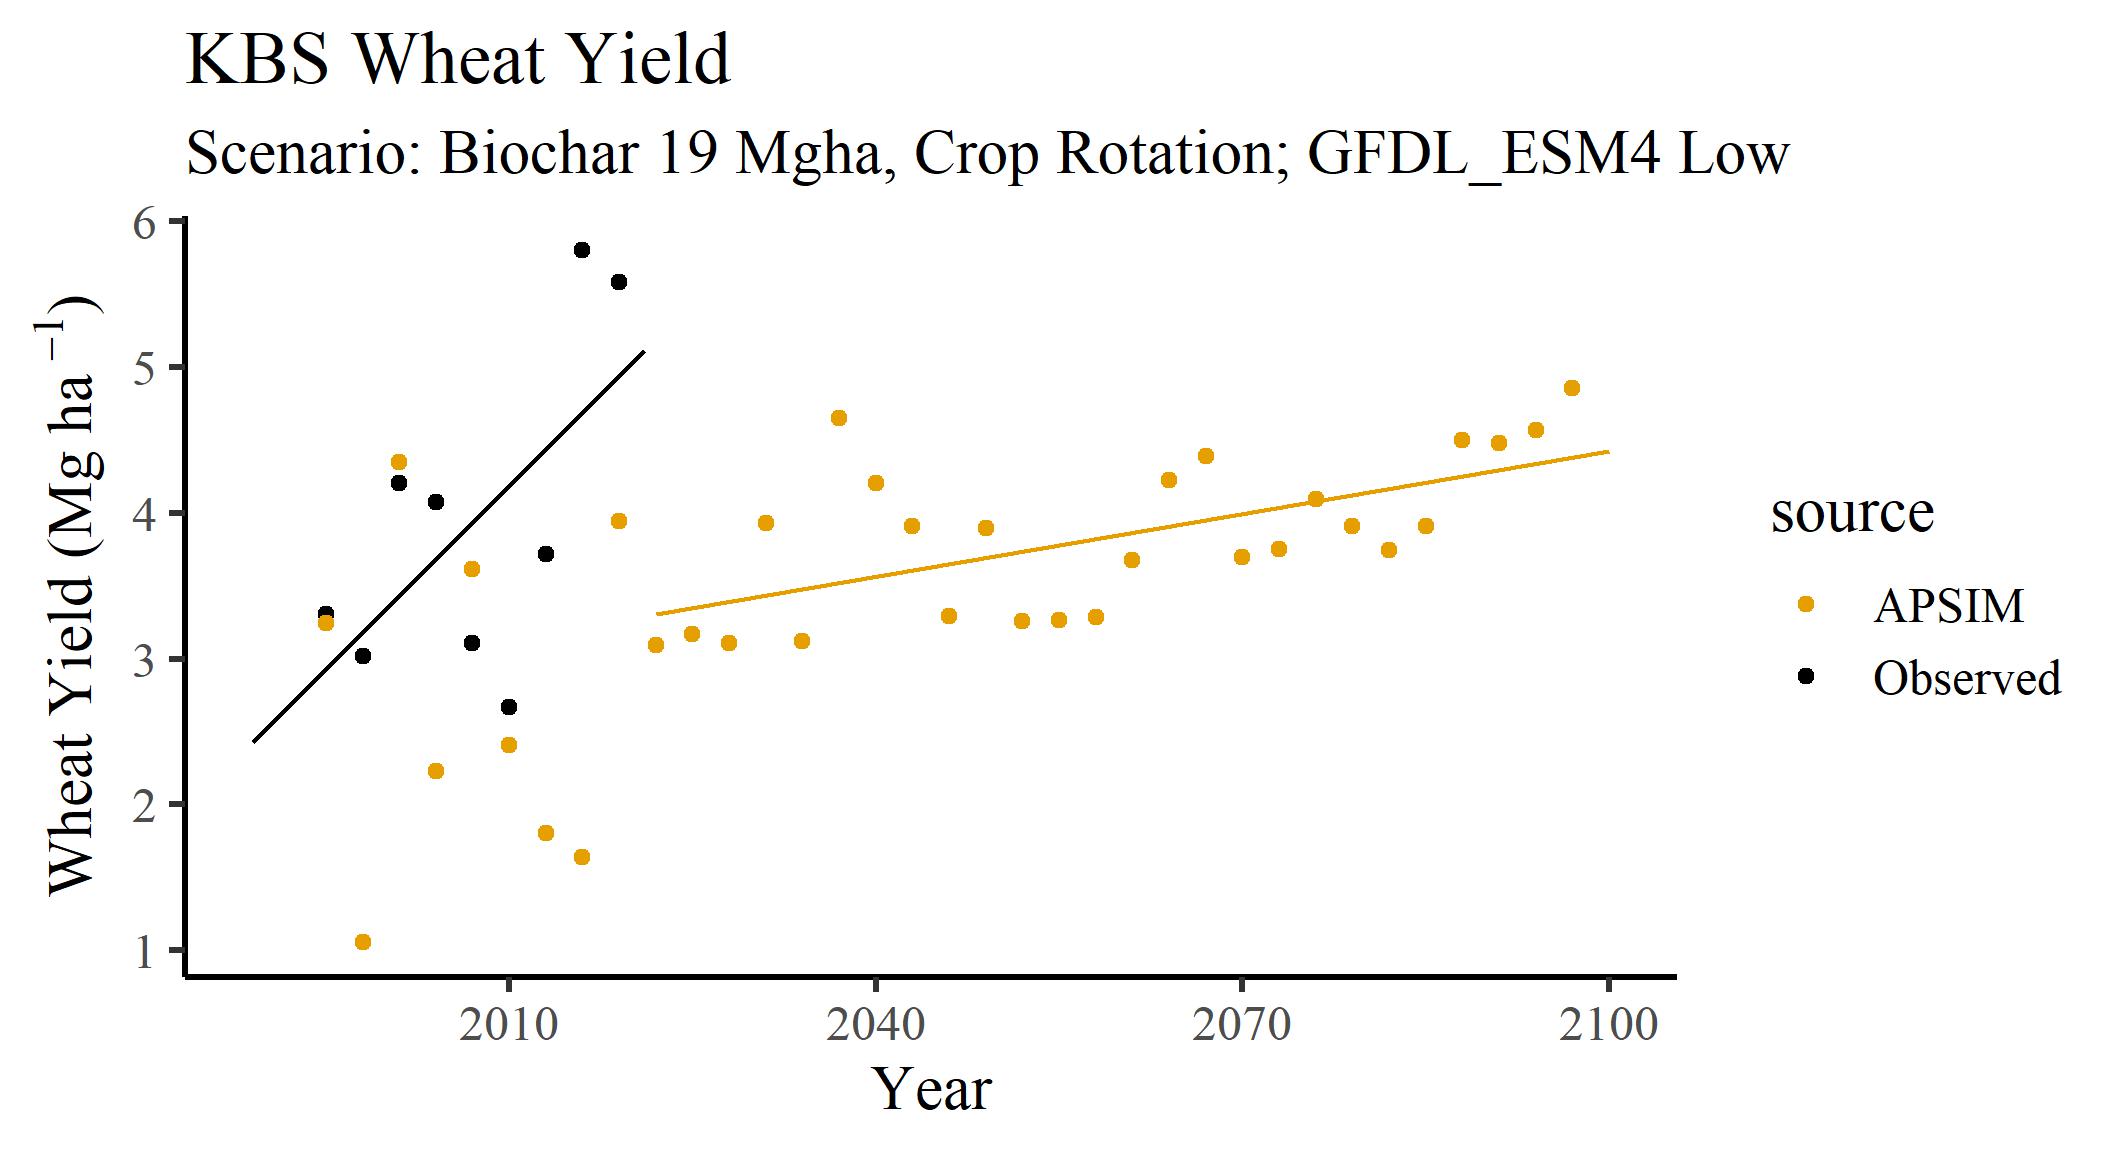 KBS Wheat Yield
Scenario: Biochar 19 Mgha, Crop Rotation; GFDL_ESM4 Low
Wheat Yield (Mg ha⁻¹)
6
5
4
3
2
1
2010 2040 2070 2100
Year
source
APSIM
Observed